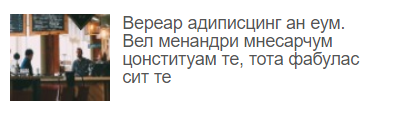 Вереар адиписцинг ан еум.
Вел менандри мнесарчум
цонституам те, тота фабулас
сит те